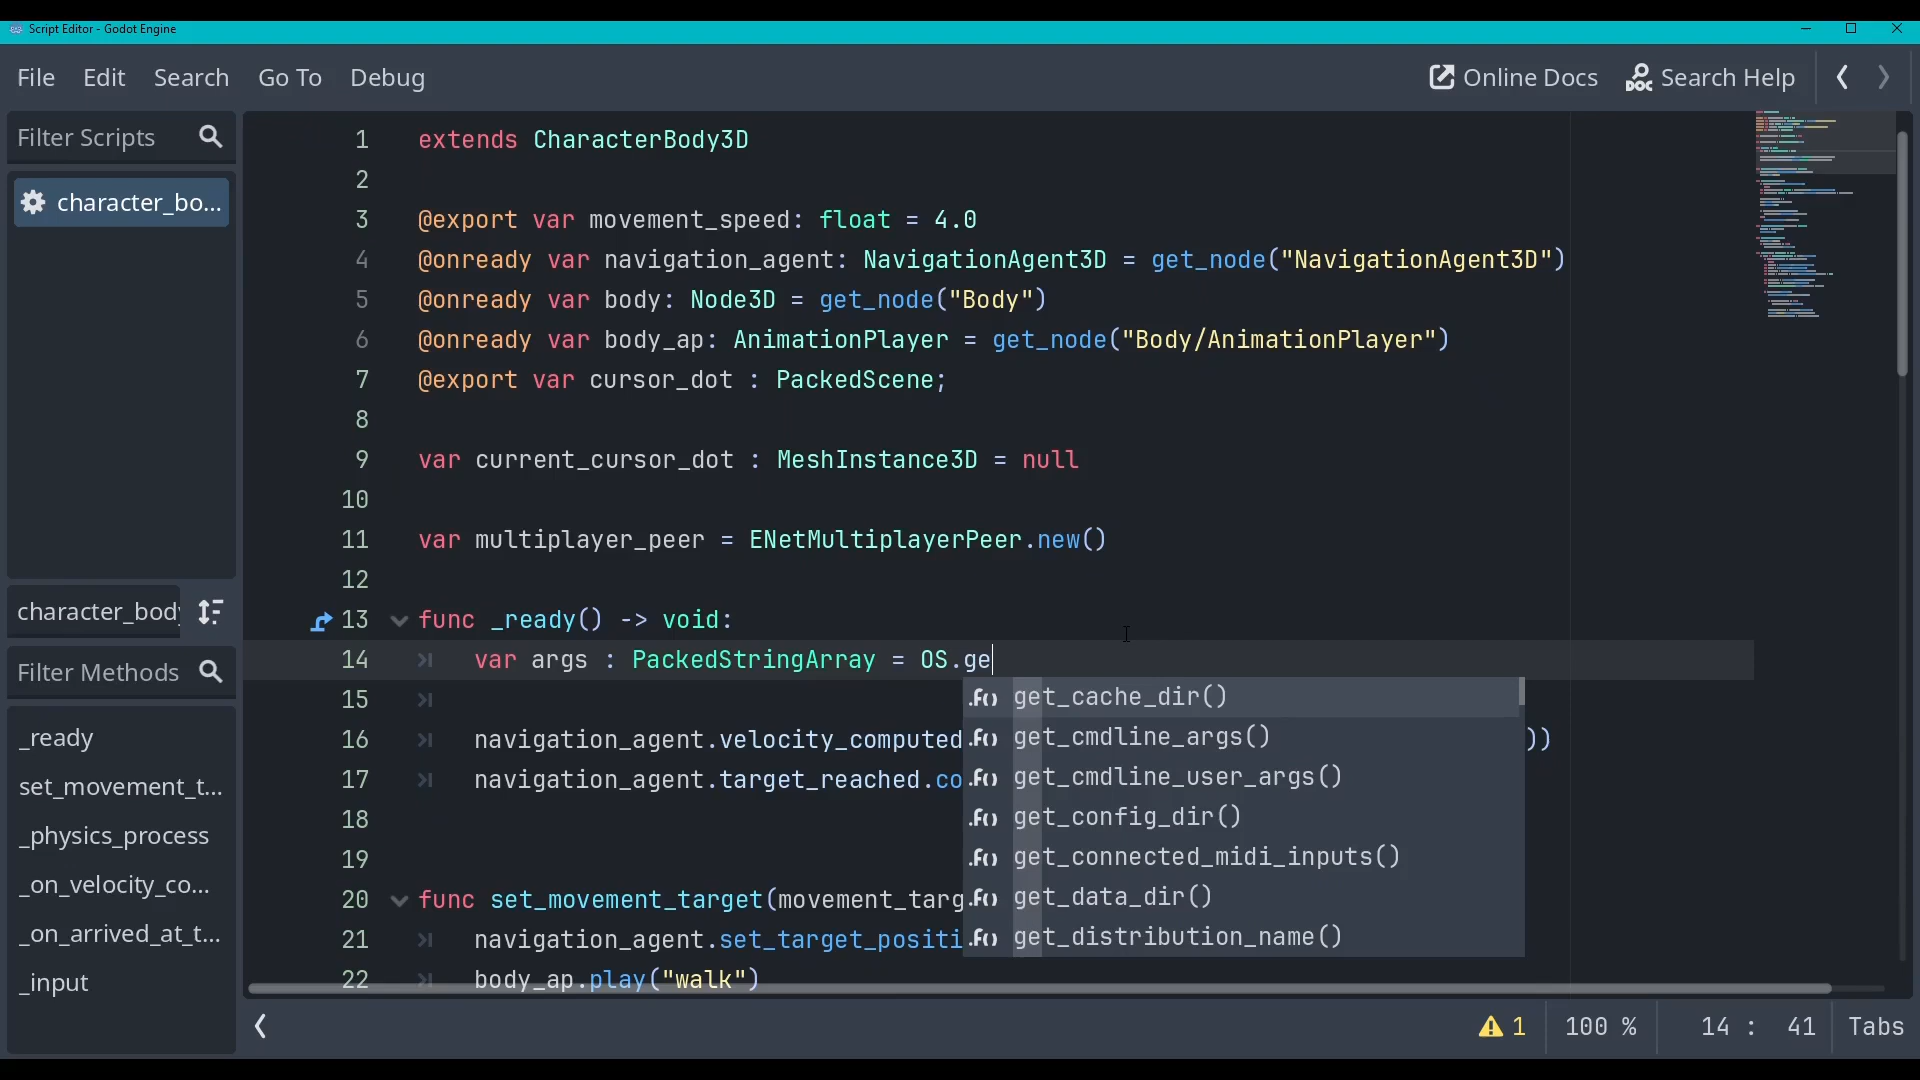 Script Editor - Godot Engine
File Edit Search Go To Debug
Online Docs Search Help
Filter Scripts
character_bo...
character_body
Filter Methods
_ready
set_movement_t...
_physics_process
_on_velocity_co...
_on_arrived_at_t...
_input
1 extends CharacterBody3D
2
3 @export var movement_speed: float = 4.0
4 @onready var navigation_agent: NavigationAgent3D = get_node("NavigationAgent3D")
5 @onready var body: Node3D = get_node("Body")
6 @onready var body_ap: AnimationPlayer = get_node("Body/AnimationPlayer")
7 @export var cursor_dot : PackedScene;
8
9 var current_cursor_dot : MeshInstance3D = null
10
11 var multiplayer_peer = ENetMultiplayerPeer.new()
12
13 func _ready() -> void:
14 var args : PackedStringArray = OS.ge
15
16 navigation_agent.velocity_computed ))
17 navigation_agent.target_reached.co
18
19
20 func set_movement_target(movement_targ
21 navigation_agent.set_target_positi
22 body_ap.play("walk")
.f() get_cache_dir()
.f() get_cmdline_args()
.f() get_cmdline_user_args()
.f() get_config_dir()
.f() get_connected_midi_inputs()
.f() get_data_dir()
.f() get_distribution_name()
1 100 % 14 : 41 Tabs